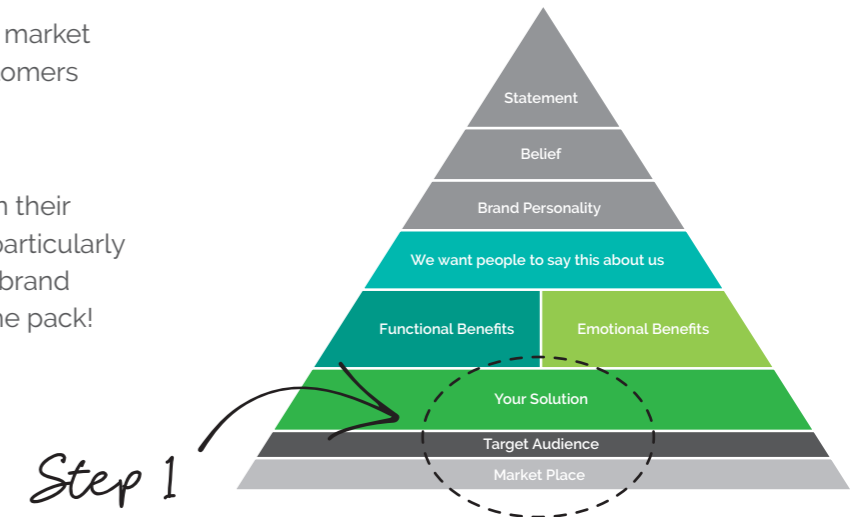 market
omers
n their
particularly
brand
ne pack!
Statement
Belief
Brand Personality
We want people to say this about us
Functional Benefits
Emotional Benefits
Your Solution
Target Audience
Market Place
Step 1